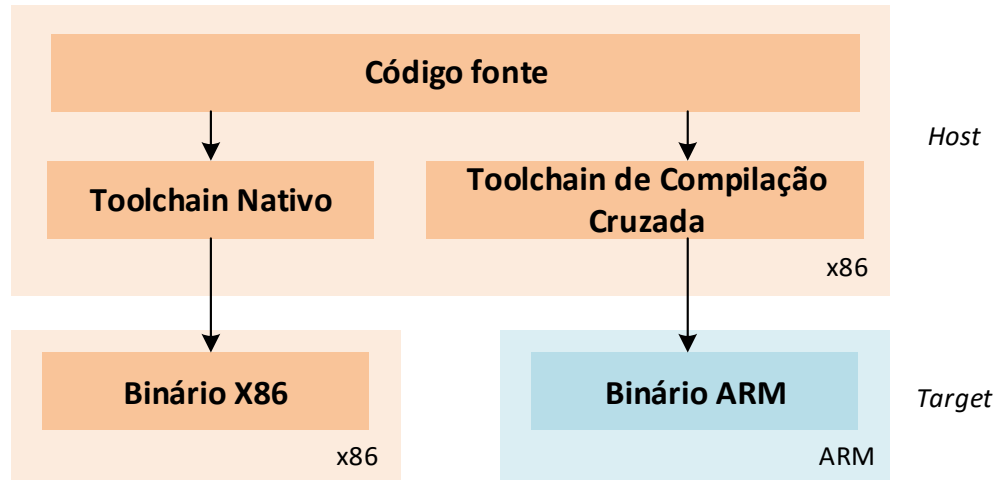 Código fonte
Host
Toolchain Nativo
Toolchain de Compilação
Cruzada
x86
Binário X86
Binário ARM
Target
x86
ARM